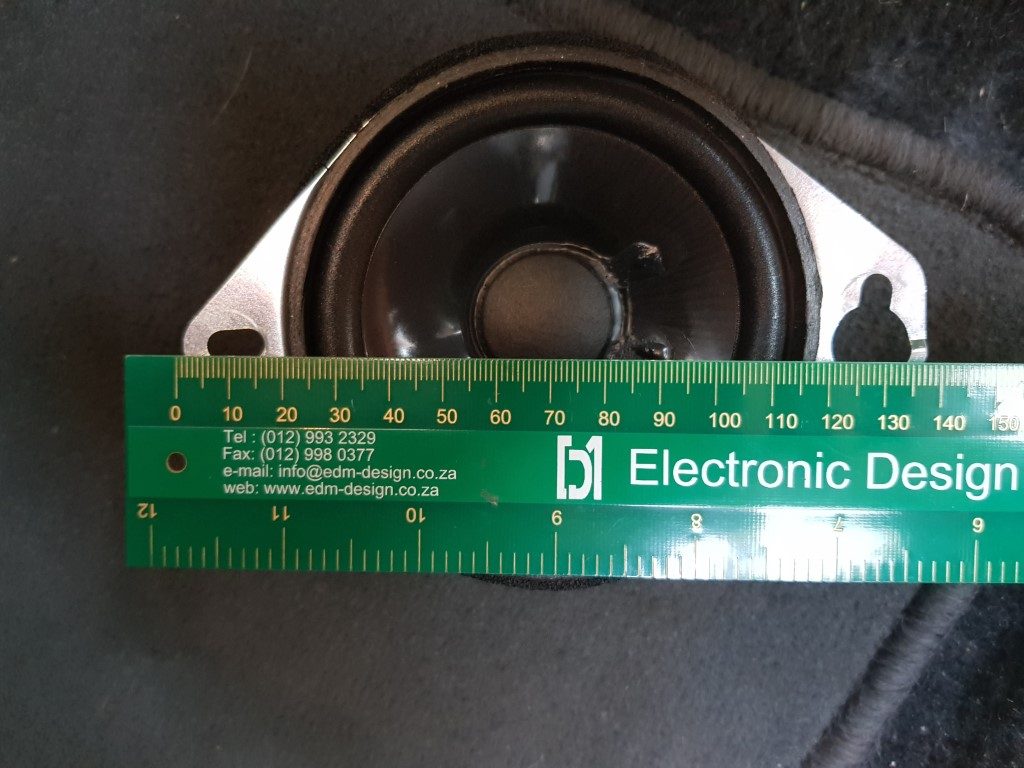 0 10 20 30 40 50 60 70 80 90 100 110 120 130 140 150
Tel : (012) 993 2329
Fax: (012) 998 0377
e-mail: info@edm-design.co.za
web: www.edm-design.co.za
Electronic Design
12 11 10 9 8 7 6